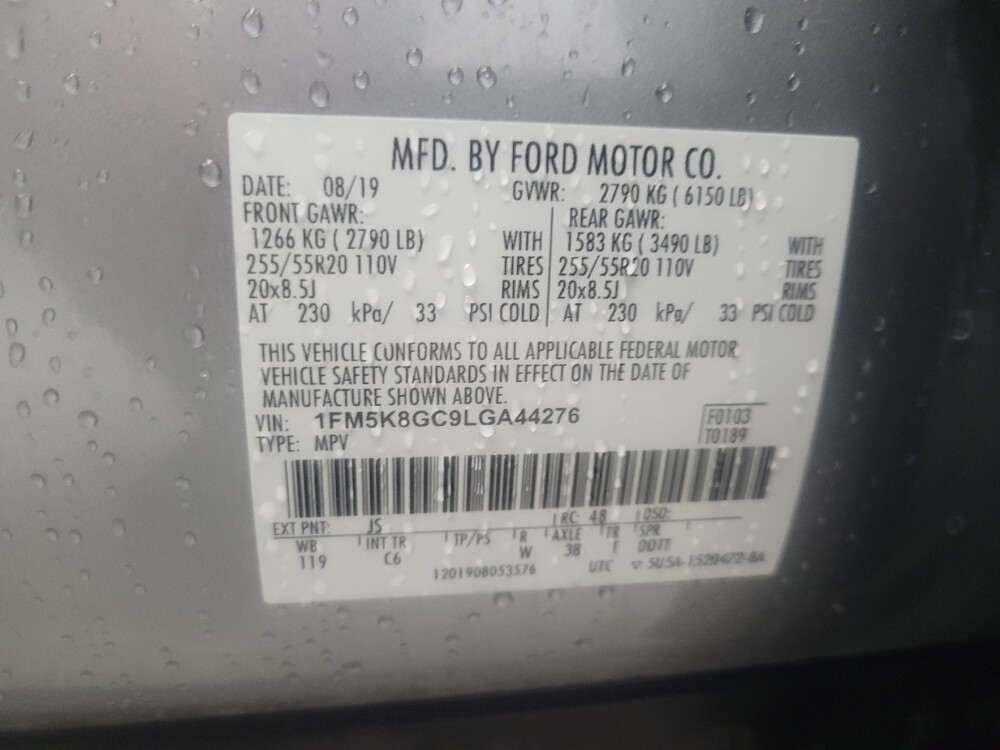 MFD. BY FORD MOTOR CO.
DATE: 08/19 GVWR: 2790 KG ( 6150 LB)
FRONT GAWR: REAR GAWR:
1266 KG ( 2790 LB) WITH 1583 KG ( 3490 LB) WITH
255/55R20 110V TIRES 255/55R20 110V TIRES
20x8.5J RIMS 20x8.5J RIMS
AT 230 kPa/ 33 PSI COLD AT 230 kPa/ 33 PSI COLD
THIS VEHICLE CONFORMS TO ALL APPLICABLE FEDERAL MOTOR
VEHICLE SAFETY STANDARDS IN EFFECT ON THE DATE OF
MANUFACTURE SHOWN ABOVE.
VIN: 1FM5K8GC9LGA44276 F0103
TYPE: MPV T0189
EXT PNT: JS RC: 48 DSO:
WB INT TR TP/PS R AXLE TR SPR
119 C6 W 38 T DDTT
1201908053576 UTC